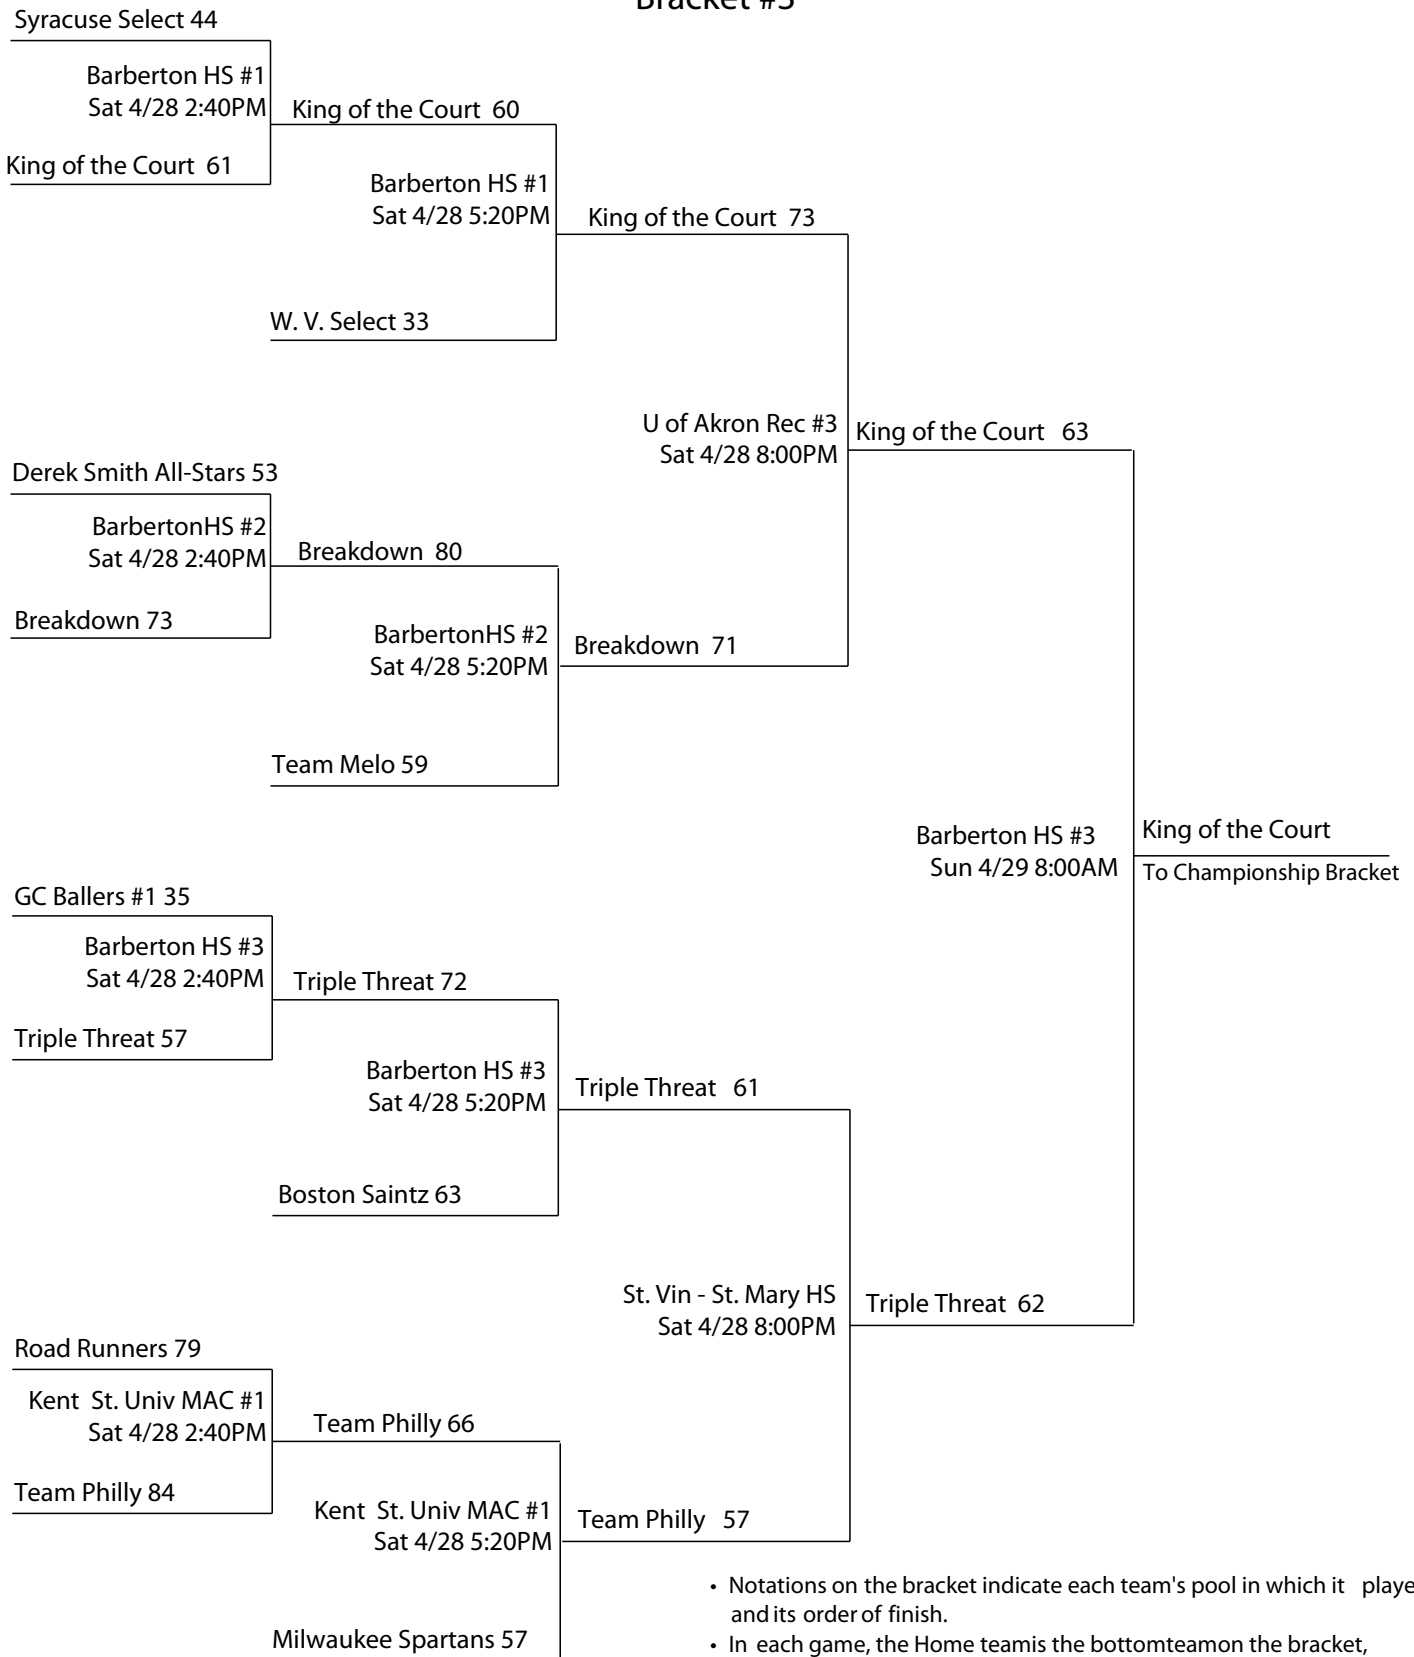 Bracket #3
Syracuse Select 44
Barberton HS #1
Sat 4/28 2:40PM
King of the Court 60
King of the Court 61
Barberton HS #1
Sat 4/28 5:20PM
King of the Court 73
W. V. Select 33
U of Akron Rec #3
Sat 4/28 8:00PM
King of the Court 63
Derek Smith All-Stars 53
BarbertonHS #2
Sat 4/28 2:40PM
Breakdown 80
Breakdown 73
BarbertonHS #2
Sat 4/28 5:20PM
Breakdown 71
Team Melo 59
Barberton HS #3
Sun 4/29 8:00AM
King of the Court
To Championship Bracket
GC Ballers #1 35
Barberton HS #3
Sat 4/28 2:40PM
Triple Threat 72
Triple Threat 57
Barberton HS #3
Sat 4/28 5:20PM
Triple Threat 61
Boston Saintz 63
St. Vin - St. Mary HS
Sat 4/28 8:00PM
Triple Threat 62
Road Runners 79
Kent St. Univ MAC #1
Sat 4/28 2:40PM
Team Philly 66
Team Philly 84
Kent St. Univ MAC #1
Sat 4/28 5:20PM
Team Philly 57
Milwaukee Spartans 57
• Notations on the bracket indicate each team's pool in which it playe
and its order of finish.
• In each game, the Home teamis the bottomteamon the bracket,